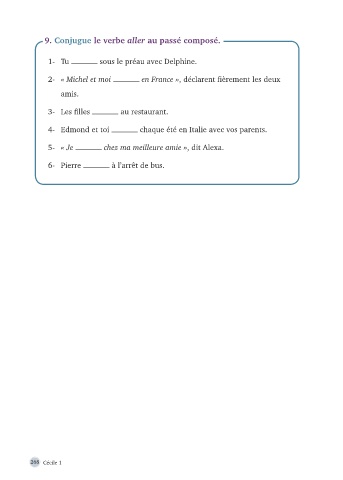 9. Conjugue le verbe aller au passé composé.
1- Tu ______ sous le préau avec Delphine.
2- « Michel et moi ______ en France », déclarent fièrement les deux
amis.
3- Les filles ______ au restaurant.
4- Edmond et toi ______ chaque été en Italie avec vos parents.
5- « Je ______ chez ma meilleure amie », dit Alexa.
6- Pierre ______ à l'arrêt de bus.
288 Cécile 1